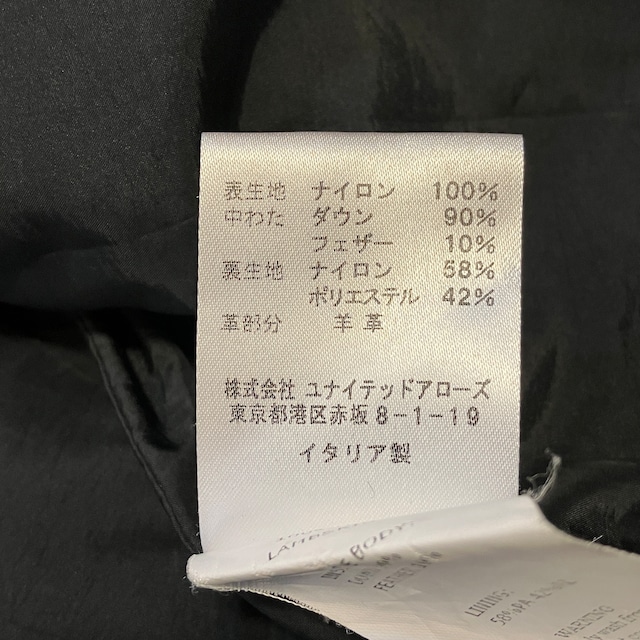 表生地 ナイロン 100%
中わた ダウン 90%
フェザー 10%
裏生地 ナイロン 58%
ポリエステル 42%
革部分 羊革
株式会社 ユナイテッドアローズ
東京都港区赤坂8-1-19
イタリア製
BODY:
LINING: